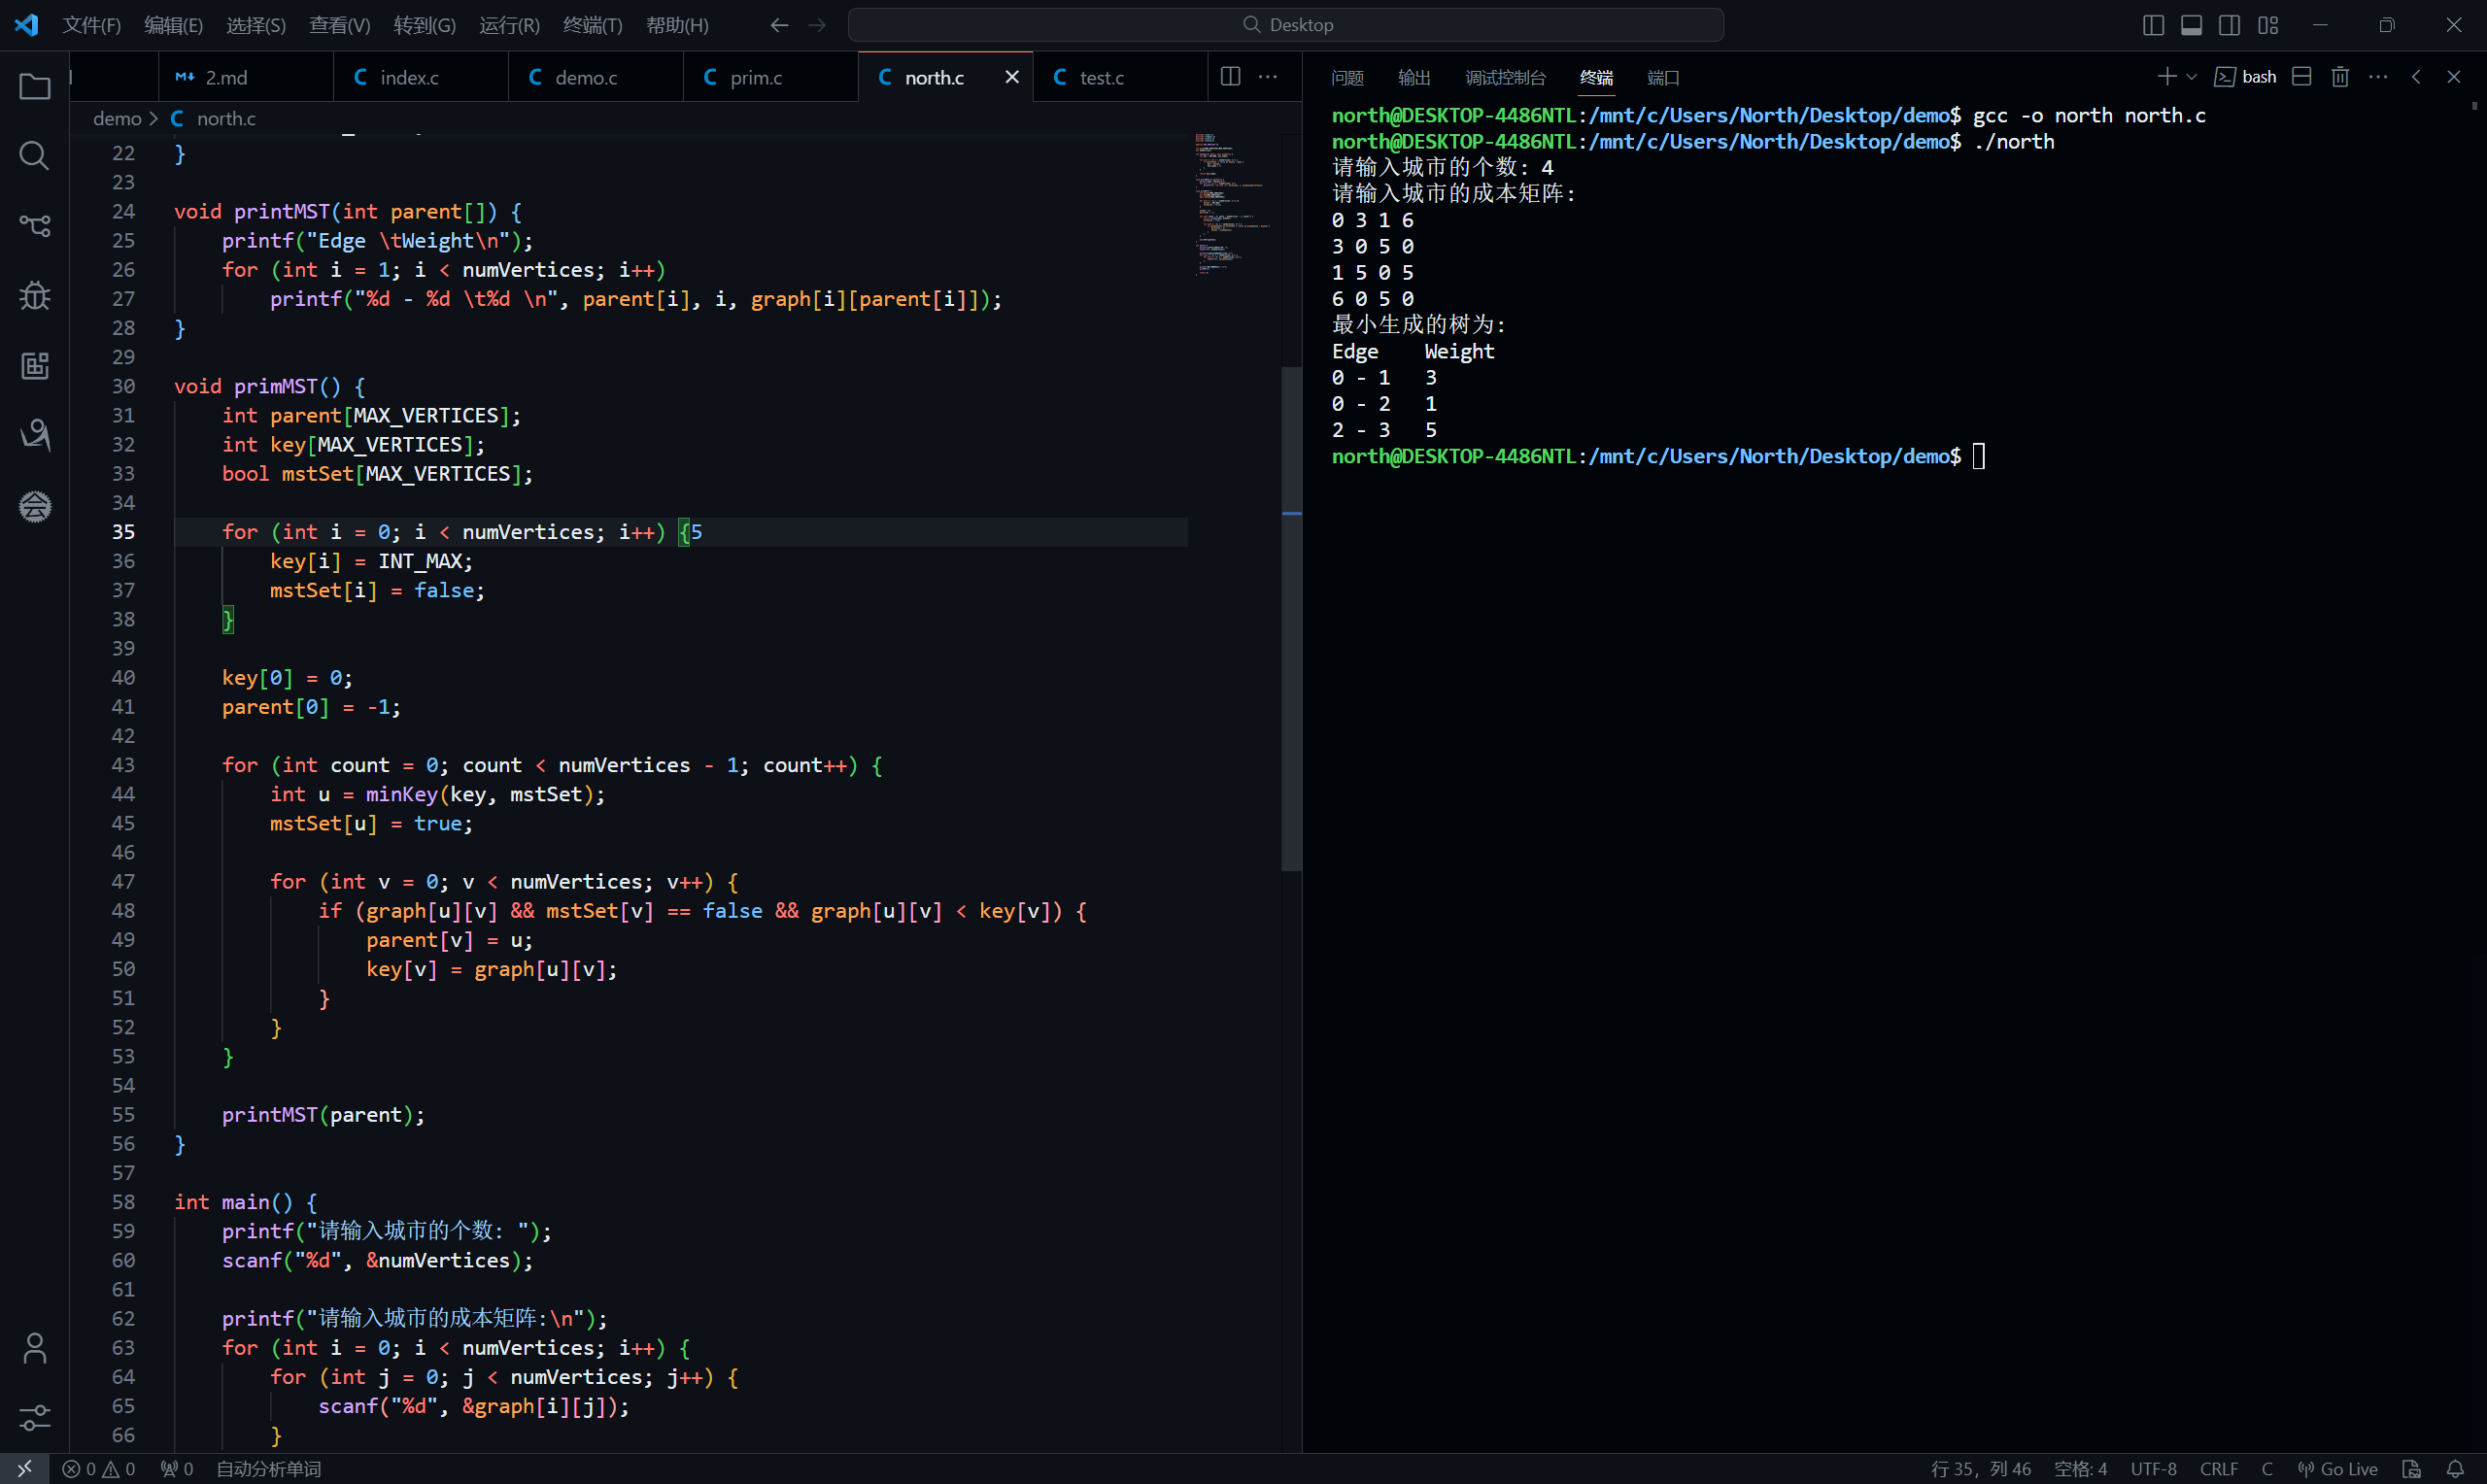 文件(F) 编辑(E) 选择(S) 查看(V) 转到(G) 运行(R) 终端(T) 帮助(H) Desktop
2.md index.c demo.c prim.c north.c test.c
demo > north.c
22 }
23
24 void printMST(int parent[]) {
25     printf("Edge \tWeight\n");
26     for (int i = 1; i < numVertices; i++)
27         printf("%d - %d \t%d \n", parent[i], i, graph[i][parent[i]]);
28 }
29
30 void primMST() {
31     int parent[MAX_VERTICES];
32     int key[MAX_VERTICES];
33     bool mstSet[MAX_VERTICES];
34
35     for (int i = 0; i < numVertices; i++) {5
36         key[i] = INT_MAX;
37         mstSet[i] = false;
38     }
39
40     key[0] = 0;
41     parent[0] = -1;
42
43     for (int count = 0; count < numVertices - 1; count++) {
44         int u = minKey(key, mstSet);
45         mstSet[u] = true;
46
47         for (int v = 0; v < numVertices; v++) {
48             if (graph[u][v] && mstSet[v] == false && graph[u][v] < key[v]) {
49                 parent[v] = u;
50                 key[v] = graph[u][v];
51             }
52         }
53     }
54
55     printMST(parent);
56 }
57
58 int main() {
59     printf("请输入城市的个数: ");
60     scanf("%d", &numVertices);
61
62     printf("请输入城市的成本矩阵:\n");
63     for (int i = 0; i < numVertices; i++) {
64         for (int j = 0; j < numVertices; j++) {
65             scanf("%d", &graph[i][j]);
66         }
问题 输出 调试控制台 终端 端口 bash
north@DESKTOP-4486NTL:/mnt/c/Users/North/Desktop/demo$ gcc -o north north.c
north@DESKTOP-4486NTL:/mnt/c/Users/North/Desktop/demo$ ./north
请输入城市的个数: 4
请输入城市的成本矩阵:
0 3 1 6
3 0 5 0
1 5 0 5
6 0 5 0
最小生成的树为:
Edge    Weight
0 - 1   3
0 - 2   1
2 - 3   5
north@DESKTOP-4486NTL:/mnt/c/Users/North/Desktop/demo$
0 0 0 自动分析单词 行 35，列 46 空格: 4 UTF-8 CRLF C Go Live